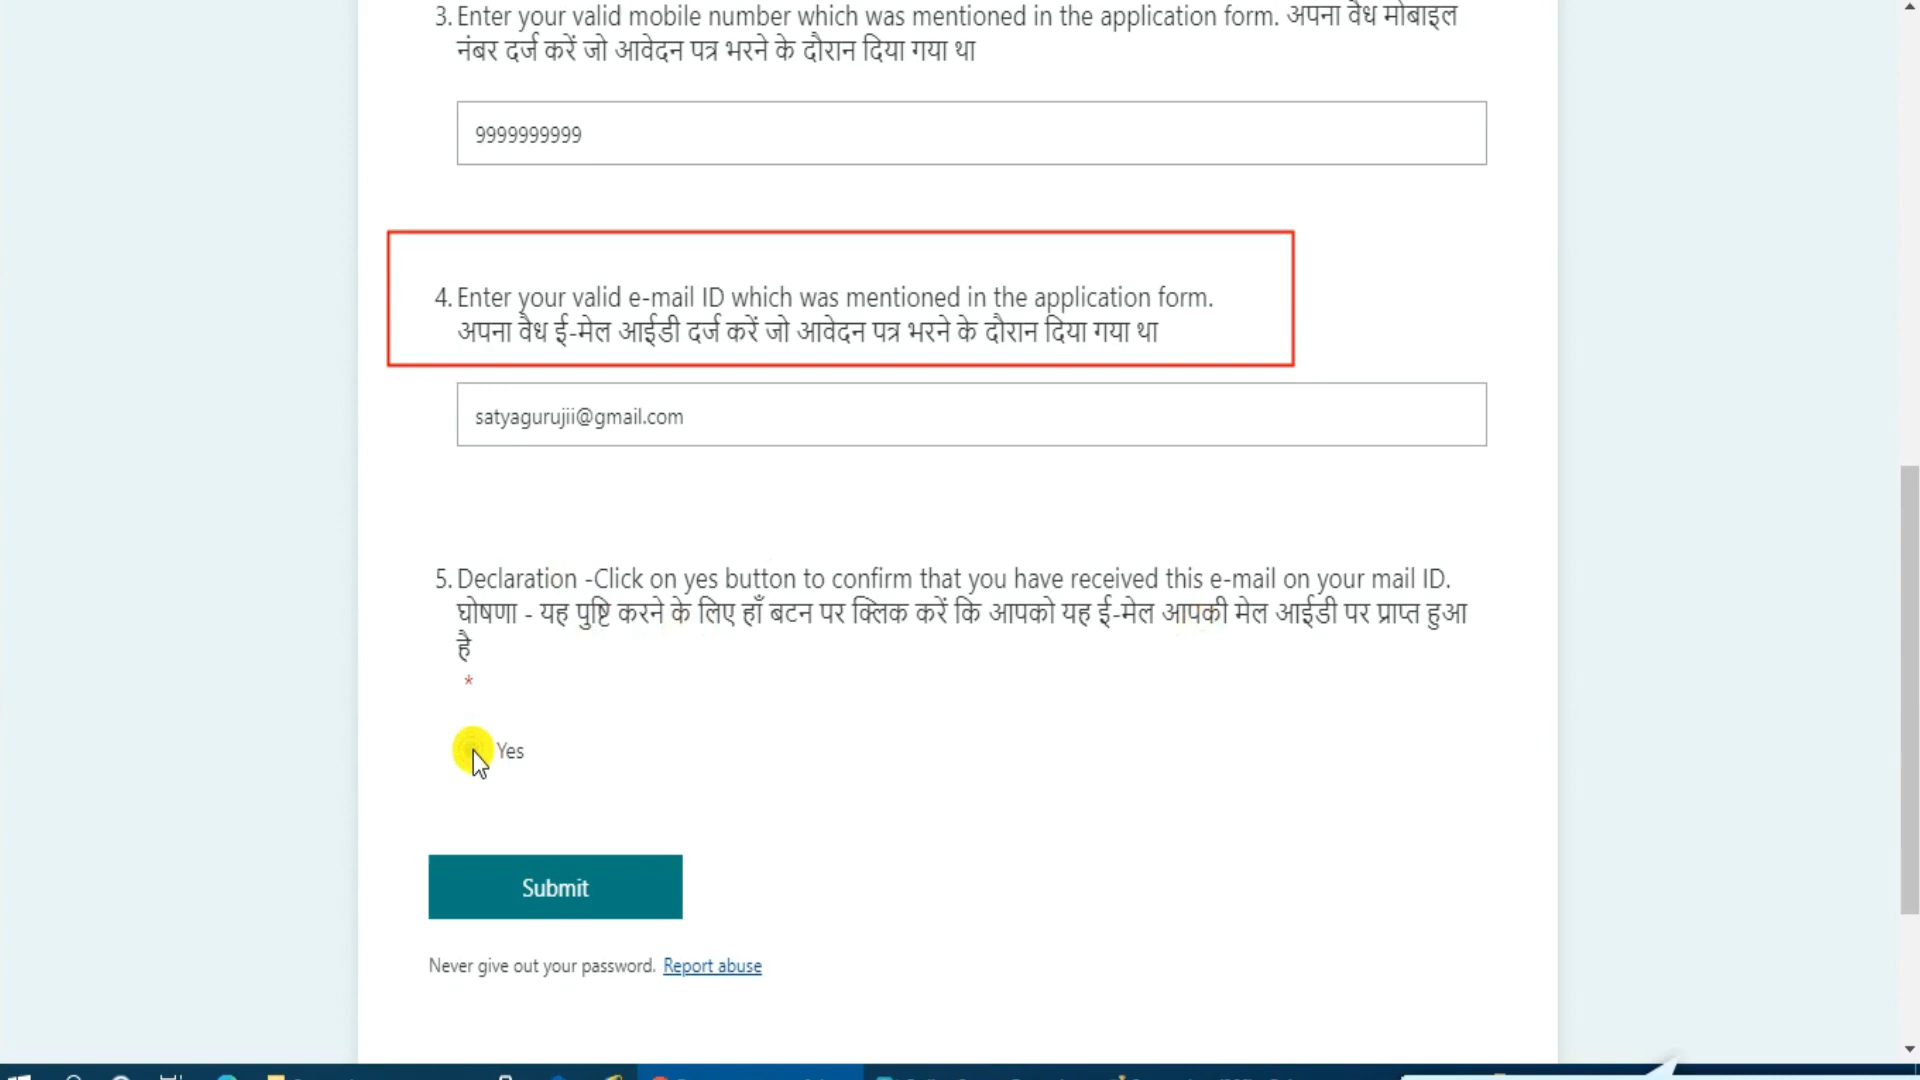 3. Enter your valid mobile number which was mentioned in the application form. अपना वैध मोबाइल
नंबर दर्ज करें जो आवेदन पत्र भरने के दौरान दिया गया था
9999999999
4. Enter your valid e-mail ID which was mentioned in the application form.
अपना वैध ई-मेल आईडी दर्ज करें जो आवेदन पत्र भरने के दौरान दिया गया था
satyagurujii@gmail.com
5. Declaration -Click on yes button to confirm that you have received this e-mail on your mail ID.
घोषणा - यह पुष्टि करने के लिए हाँ बटन पर क्लिक करें कि आपको यह ई-मेल आपकी मेल आईडी पर प्राप्त हुआ
है
*
Yes
Submit
Never give out your password. Report abuse